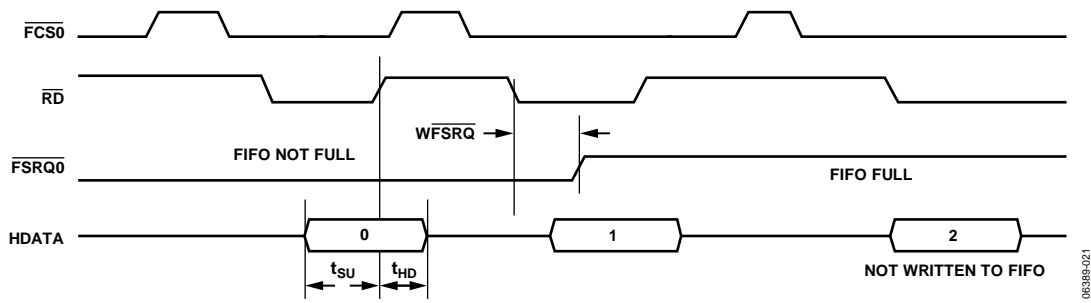 FCS0
RD
WFSRQ
FIFO NOT FULL
FSRQ0
FIFO FULL
HDATA
0
1
2
tSU
tHD
NOT WRITTEN TO FIFO
06389-021